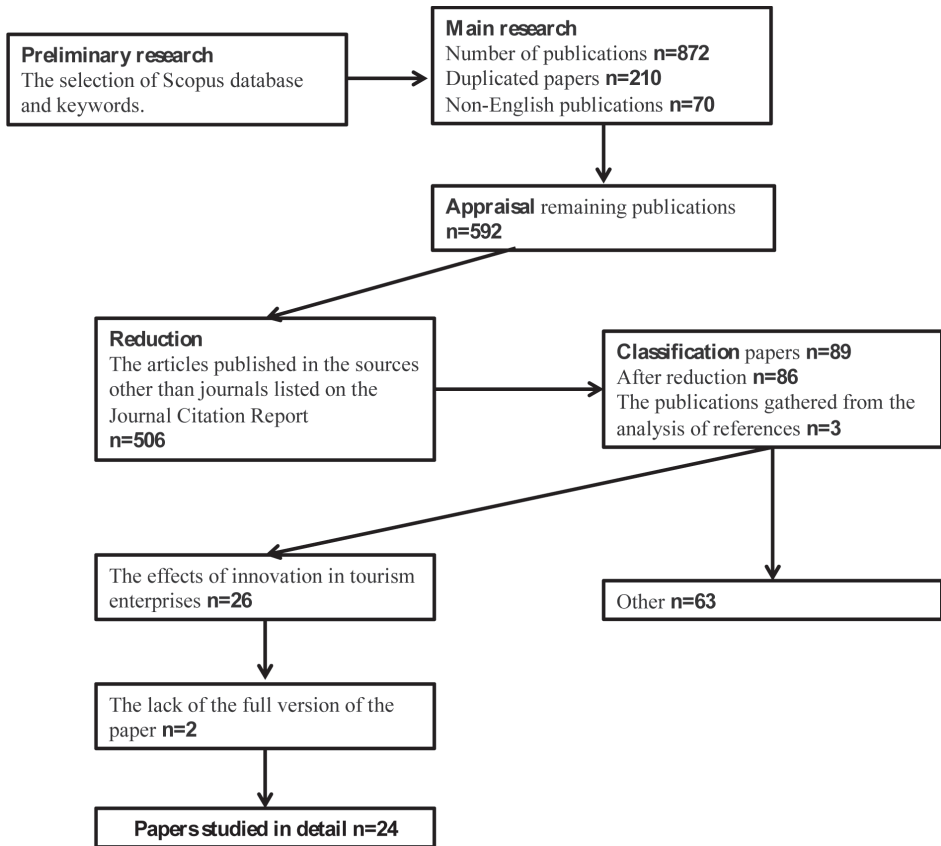 Preliminary research
The selection of Scopus database
and keywords.
Main research
Number of publications n=872
Duplicated papers n=210
Non-English publications n=70
Appraisal remaining publications
n=592
Reduction
The articles published in the sources
other than journals listed on the
Journal Citation Report
n=506
Classification papers n=89
After reduction n=86
The publications gathered from the
analysis of references n=3
The effects of innovation in tourism
enterprises n=26
Other n=63
The lack of the full version of the
paper n=2
Papers studied in detail n=24